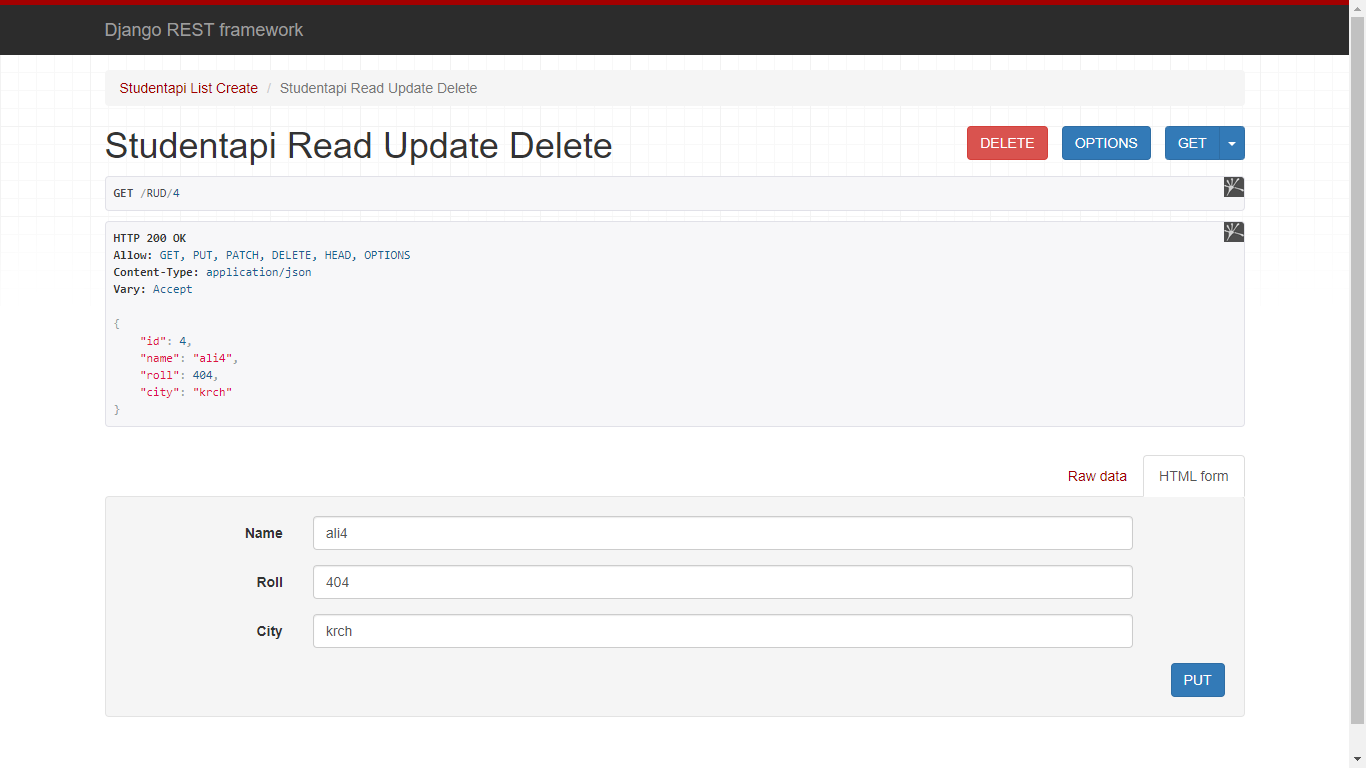 Django REST framework
Studentapi List Create / Studentapi Read Update Delete
Studentapi Read Update Delete
DELETE OPTIONS GET
GET /RUD/4
HTTP 200 OK
Allow: GET, PUT, PATCH, DELETE, HEAD, OPTIONS
Content-Type: application/json
Vary: Accept
{
"id": 4,
"name": "ali4",
"roll": 404,
"city": "krch"
}
Raw data HTML form
Name ali4
Roll 404
City krch
PUT